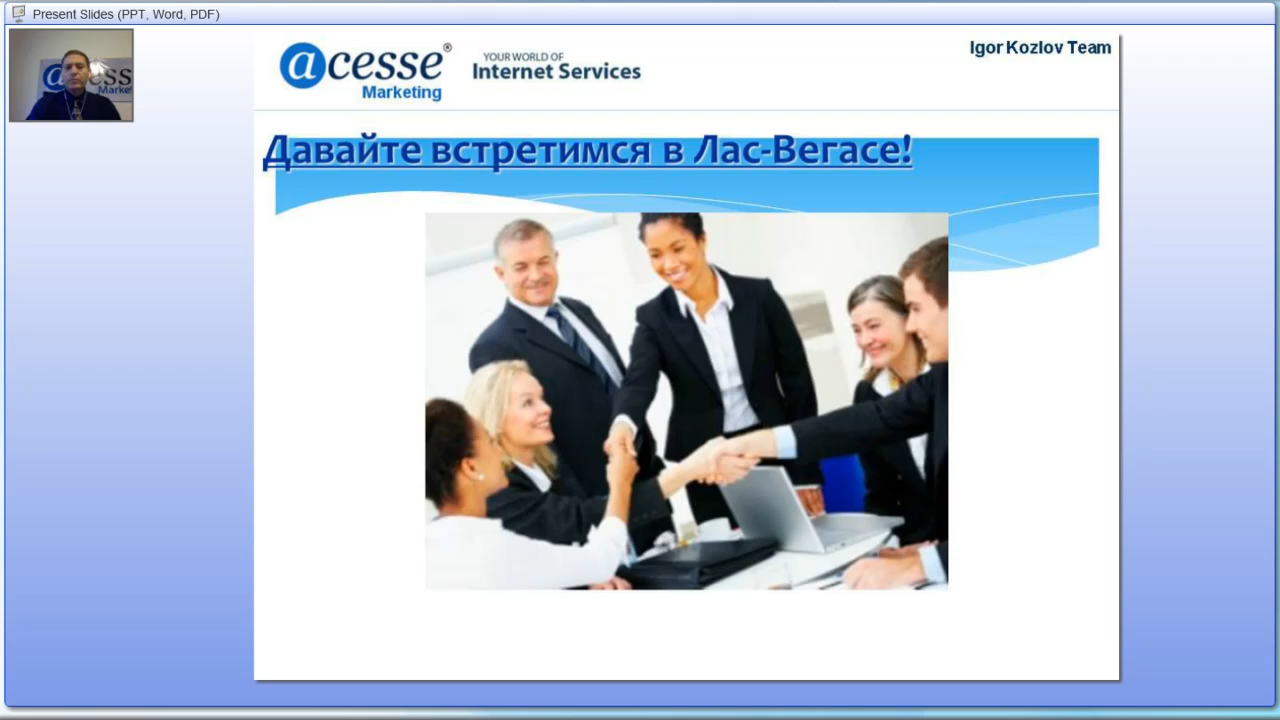 Present Slides (PPT, Word, PDF)
acesse®
Marketing
YOUR WORLD OF
Internet Services
Igor Kozlov Team
Давайте встретимся в Лас-Вегасе!